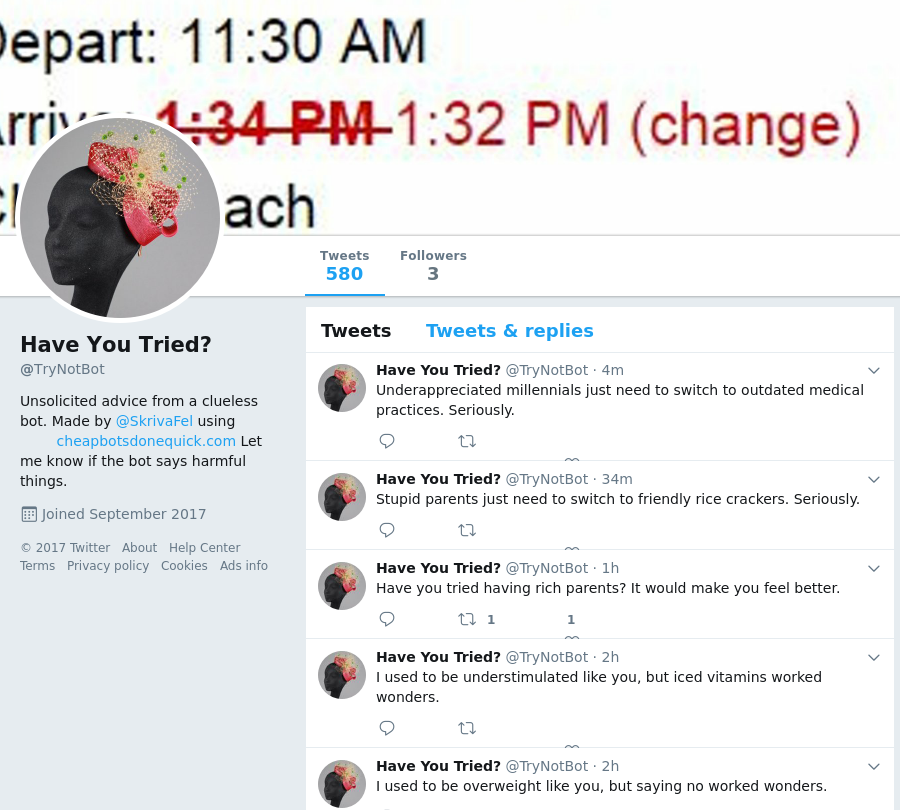 Depart: 11:30 AM
1:34 PM 1:32 PM (change)
Tweets
580
Followers
3
Have You Tried?
@TryNotBot
Unsolicited advice from a clueless
bot. Made by @SkrivaFel using
cheapbotsdonequick.com Let
me know if the bot says harmful
things.
Joined September 2017
© 2017 Twitter About Help Center
Terms Privacy policy Cookies Ads info
Tweets Tweets & replies
Have You Tried? @TryNotBot · 4m
Underappreciated millennials just need to switch to outdated medical
practices. Seriously.
Have You Tried? @TryNotBot · 34m
Stupid parents just need to switch to friendly rice crackers. Seriously.
Have You Tried? @TryNotBot · 1h
Have you tried having rich parents? It would make you feel better.
1 1
Have You Tried? @TryNotBot · 2h
I used to be understimulated like you, but iced vitamins worked
wonders.
Have You Tried? @TryNotBot · 2h
I used to be overweight like you, but saying no worked wonders.